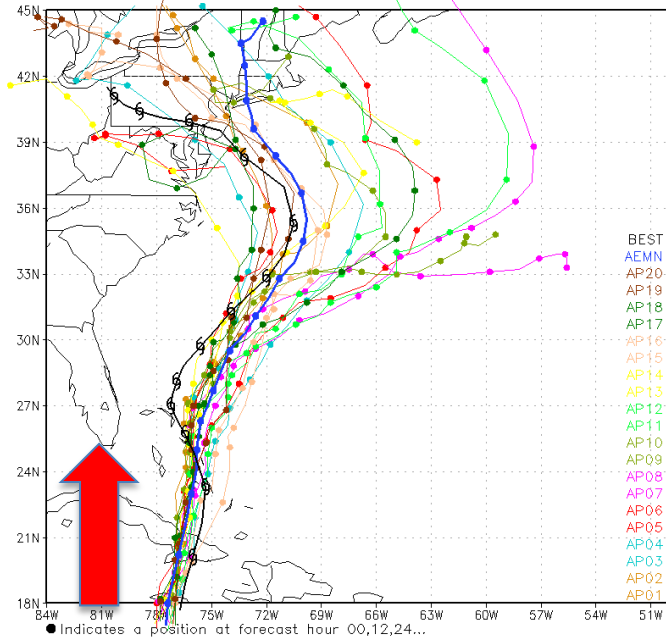 45N
42N
39N
36N
33N
30N
27N
24N
21N
18N
84W 81W 78W 75W 72W 69W 66W 63W 60W 57W 54W 51W
BEST
AEMN
AP20
AP19
AP18
AP17
AP16
AP15
AP14
AP13
AP12
AP11
AP10
AP09
AP08
AP07
AP06
AP05
AP04
AP03
AP02
AP01
Indicates a position at forecast hour 00,12,24...